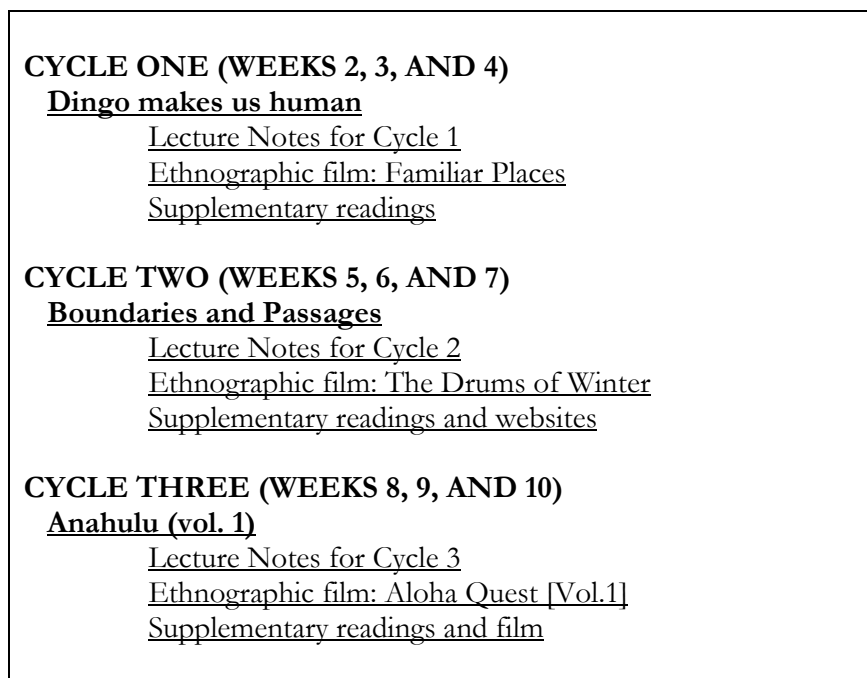 CYCLE ONE (WEEKS 2, 3, AND 4)
Dingo makes us human
Lecture Notes for Cycle 1
Ethnographic film: Familiar Places
Supplementary readings
CYCLE TWO (WEEKS 5, 6, AND 7)
Boundaries and Passages
Lecture Notes for Cycle 2
Ethnographic film: The Drums of Winter
Supplementary readings and websites
CYCLE THREE (WEEKS 8, 9, AND 10)
Anahulu (vol. 1)
Lecture Notes for Cycle 3
Ethnographic film: Aloha Quest [Vol.1]
Supplementary readings and film